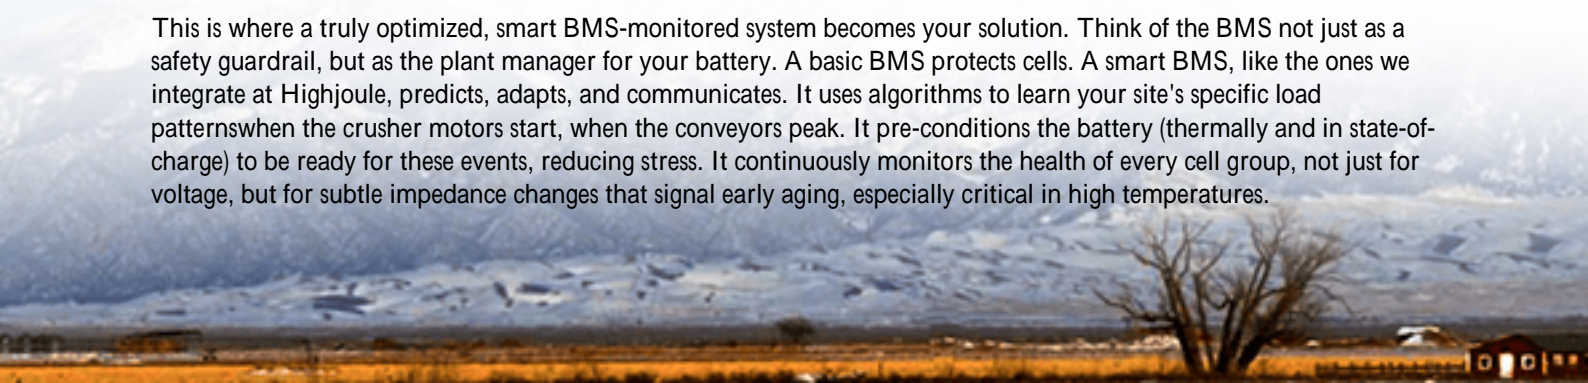 This is where a truly optimized, smart BMS-monitored system becomes your solution. Think of the BMS not just as a
safety guardrail, but as the plant manager for your battery. A basic BMS protects cells. A smart BMS, like the ones we
integrate at Highjoule, predicts, adapts, and communicates. It uses algorithms to learn your site's specific load
patternswhen the crusher motors start, when the conveyors peak. It pre-conditions the battery (thermally and in state-of-
charge) to be ready for these events, reducing stress. It continuously monitors the health of every cell group, not just for
voltage, but for subtle impedance changes that signal early aging, especially critical in high temperatures.